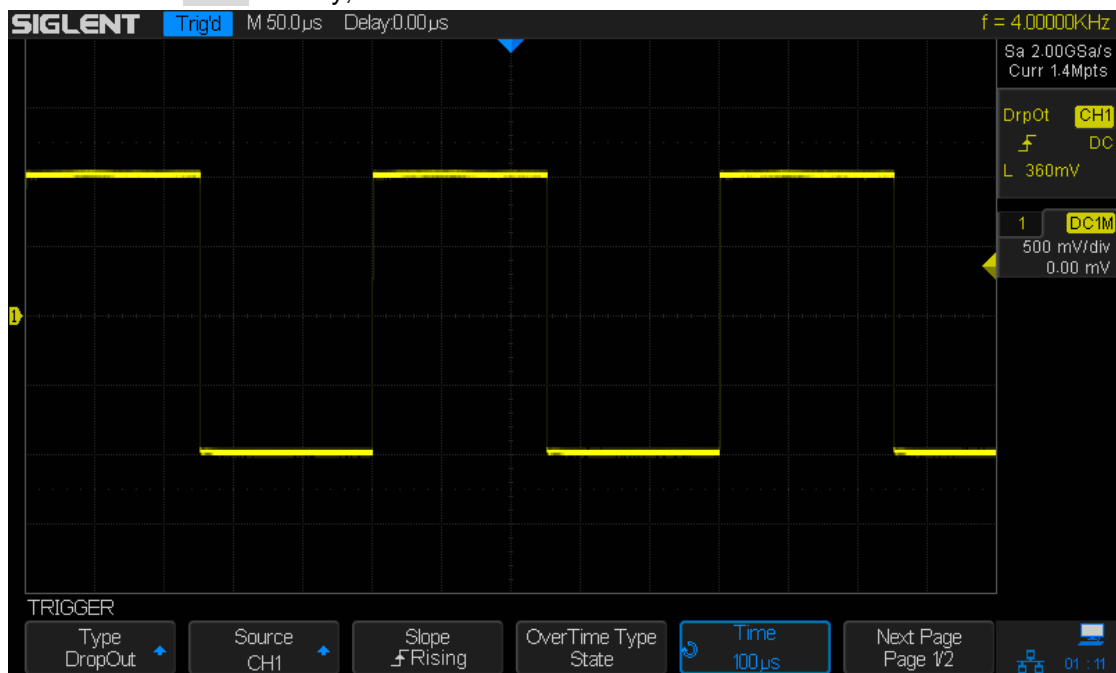 SIGLENT Trig'd M 50.0µs Delay:0.00µs f = 4.00000KHz
Sa 2.00GSa/s
Curr 1.4Mpts
DrpOt CH1
DC
L 360mV
1 DC1M
500 mV/div
0.00 mV
1
TRIGGER
Type
DropOut
Source
CH1
Slope
Rising
OverTime Type
State
Time
100µs
Next Page
Page 1/2
01 : 11